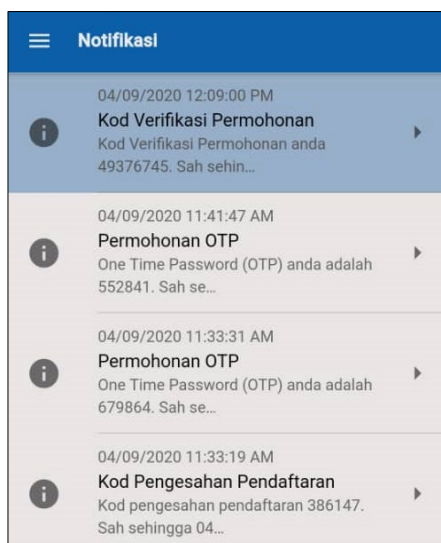 Notifikasi
04/09/2020 12:09:00 PM
Kod Verifikasi Permohonan
Kod Verifikasi Permohonan anda
49376745. Sah sehin...
04/09/2020 11:41:47 AM
Permohonan OTP
One Time Password (OTP) anda adalah
552841. Sah se...
04/09/2020 11:33:31 AM
Permohonan OTP
One Time Password (OTP) anda adalah
679864. Sah se...
04/09/2020 11:33:19 AM
Kod Pengesahan Pendaftaran
Kod pengesahan pendaftaran 386147.
Sah sehingga 04...